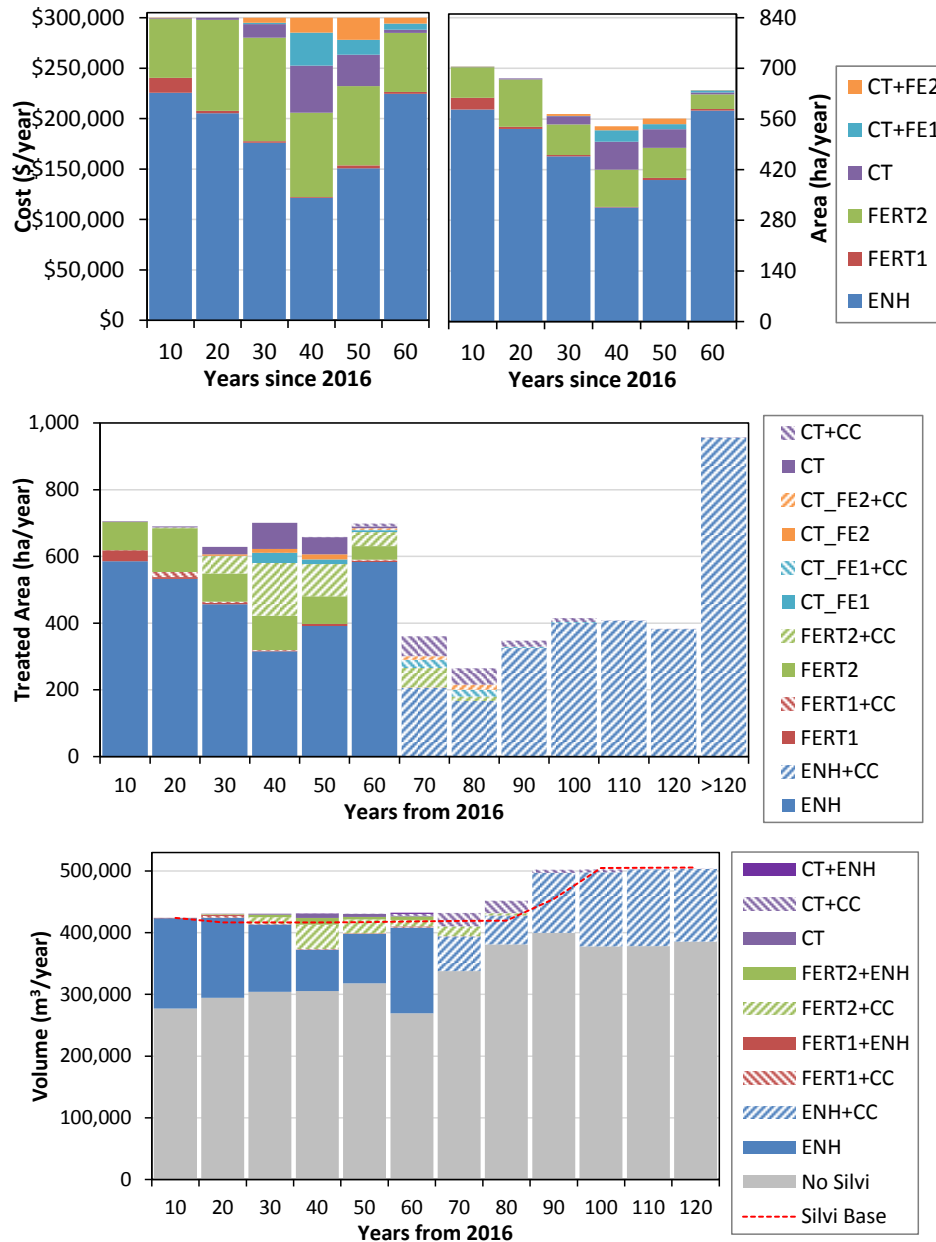 Cost ($/year)
$300,000
$250,000
$200,000
$150,000
$100,000
$50,000
$0
10 20 30 40 50 60
Years since 2016
840
700
560
420
280
140
0
Area (ha/year)
10 20 30 40 50 60
Years since 2016
CT+FE2
CT+FE1
CT
FERT2
FERT1
ENH
Treated Area (ha/year)
1,000
800
600
400
200
0
10 20 30 40 50 60 70 80 90 100 110 120 >120
Years from 2016
CT+CC
CT
CT_FE2+CC
CT_FE2
CT_FE1+CC
CT_FE1
FERT2+CC
FERT2
FERT1+CC
FERT1
ENH+CC
ENH
Volume (m³/year)
500,000
400,000
300,000
200,000
100,000
0
10 20 30 40 50 60 70 80 90 100 110 120
Years from 2016
CT+ENH
CT+CC
CT
FERT2+ENH
FERT2+CC
FERT1+ENH
FERT1+CC
ENH+CC
ENH
No Silvi
Silvi Base